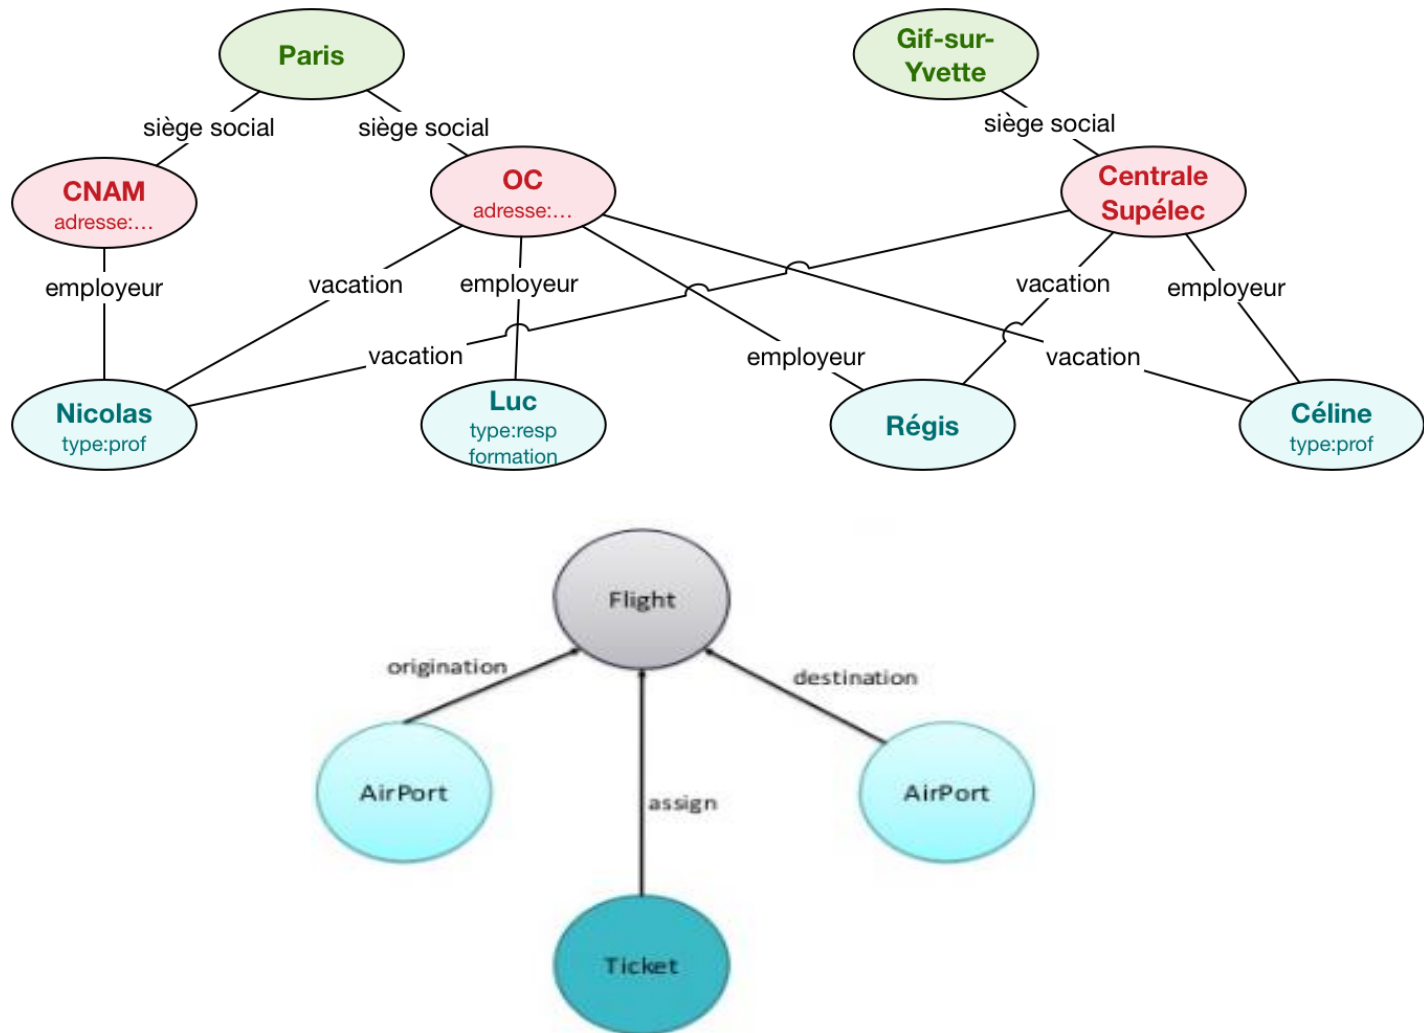 Paris
Gif-sur-
Yvette
siège social
siège social
siège social
CNAM
adresse:...
OC
adresse:...
Centrale
Supélec
employeur
vacation
employeur
vacation
employeur
vacation
employeur
vacation
Nicolas
type:prof
Luc
type:resp
formation
Régis
Céline
type:prof
Flight
origination
destination
AirPort
AirPort
assign
Ticket